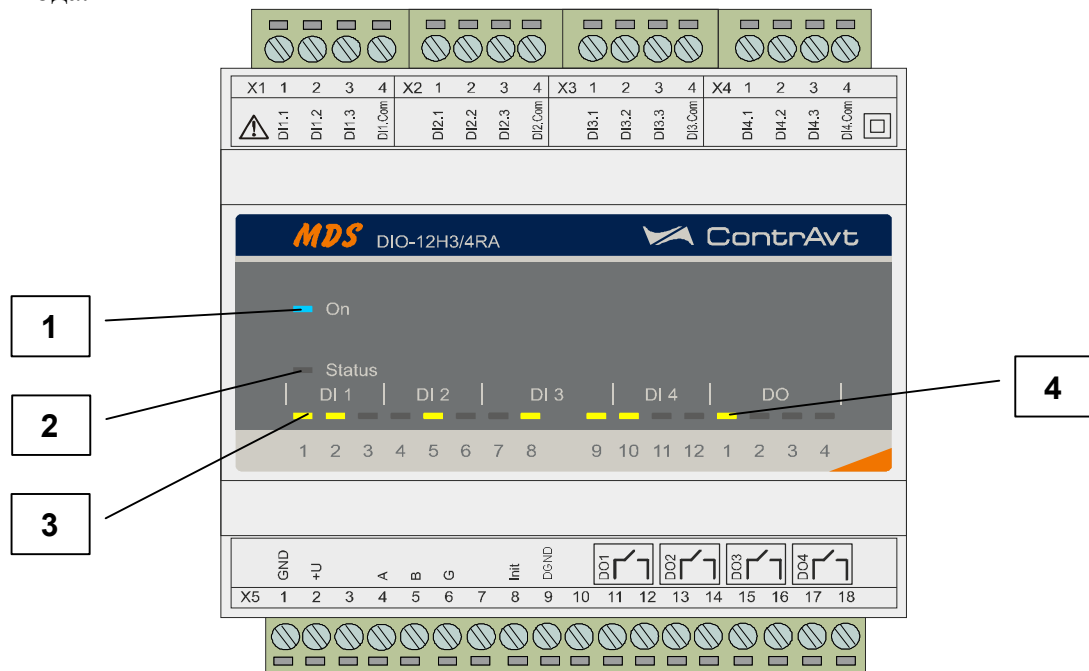 X1 1 2 3 4 X2 1 2 3 4 X3 1 2 3 4 X4 1 2 3 4
DI1.1 DI1.2 DI1.3 DI1.Com DI2.1 DI2.2 DI2.3 DI2.Com DI3.1 DI3.2 DI3.3 DI3.Com DI4.1 DI4.2 DI4.3 DI4.Com
MDS DIO-12H3/4RA ContrAvt
1 On
2 Status
DI 1 DI 2 DI 3 DI 4 DO
4
1 2 3 4 5 6 7 8 9 10 11 12 1 2 3 4
3
GND +U A B G Init DGND DO1 DO2 DO3 DO4
X5 1 2 3 4 5 6 7 8 9 10 11 12 13 14 15 16 17 18